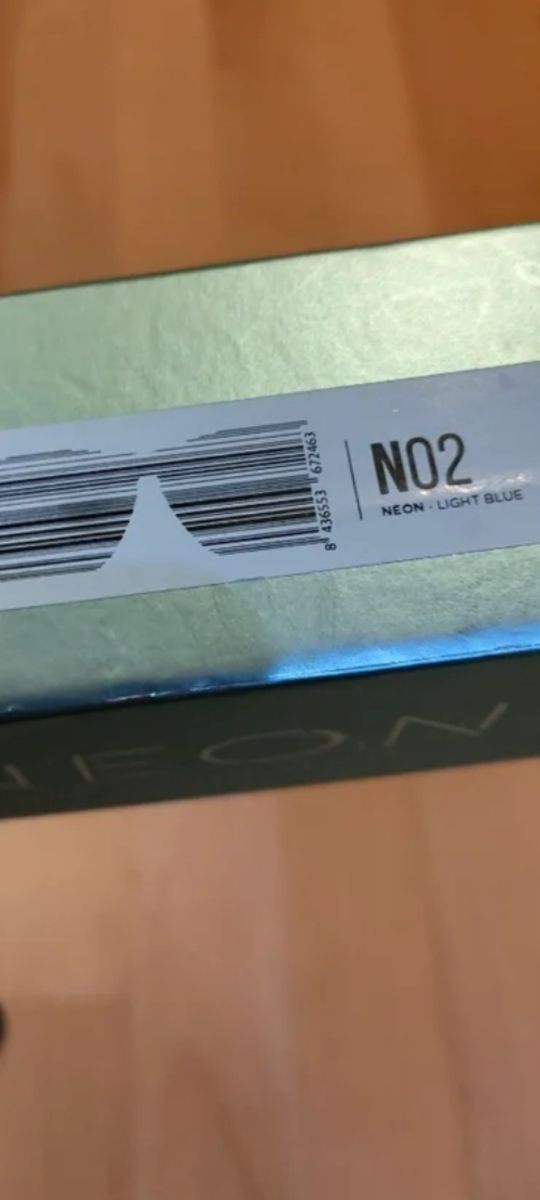 8 436553 672463
N02
NEON · LIGHT BLUE
NEON